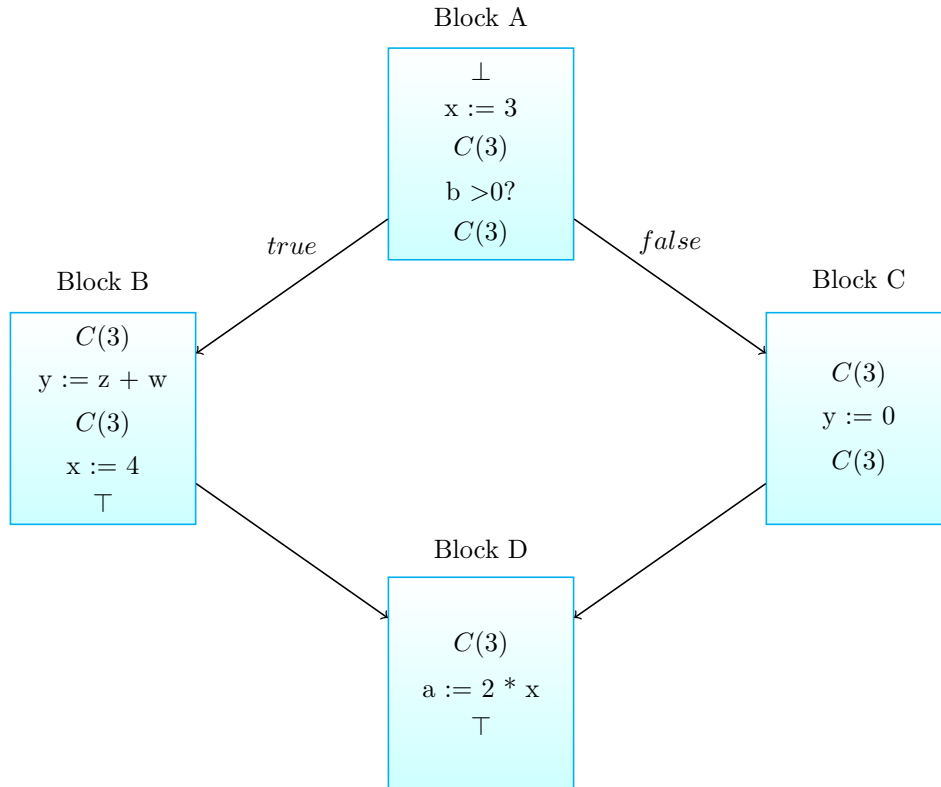 Block A
⊥
x := 3
C(3)
b >0?
C(3)
true
false
Block B
C(3)
y := z + w
C(3)
x := 4
⊤
Block C
C(3)
y := 0
C(3)
Block D
C(3)
a := 2 * x
⊤